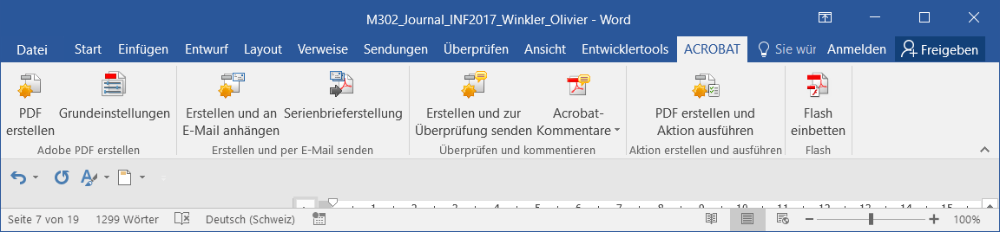 M302_Journal_INF2017_Winkler_Olivier - Word
Datei Start Einfügen Entwurf Layout Verweise Sendungen Überprüfen Ansicht Entwicklertools ACROBAT Sie wür Anmelden Freigeben
PDF erstellen
Grundeinstellungen
Erstellen und an E-Mail anhängen
Serienbrieferstellung
Erstellen und zur Überprüfung senden
Acrobat-Kommentare
PDF erstellen und Aktion ausführen
Flash einbetten
Adobe PDF erstellen Erstellen und per E-Mail senden Überprüfen und kommentieren Aktion erstellen und ausführen Flash
1 2 3 4 5 6 7 8 9 10 11 12 13 14 15
Seite 7 von 19 1299 Wörter Deutsch (Schweiz) 100%